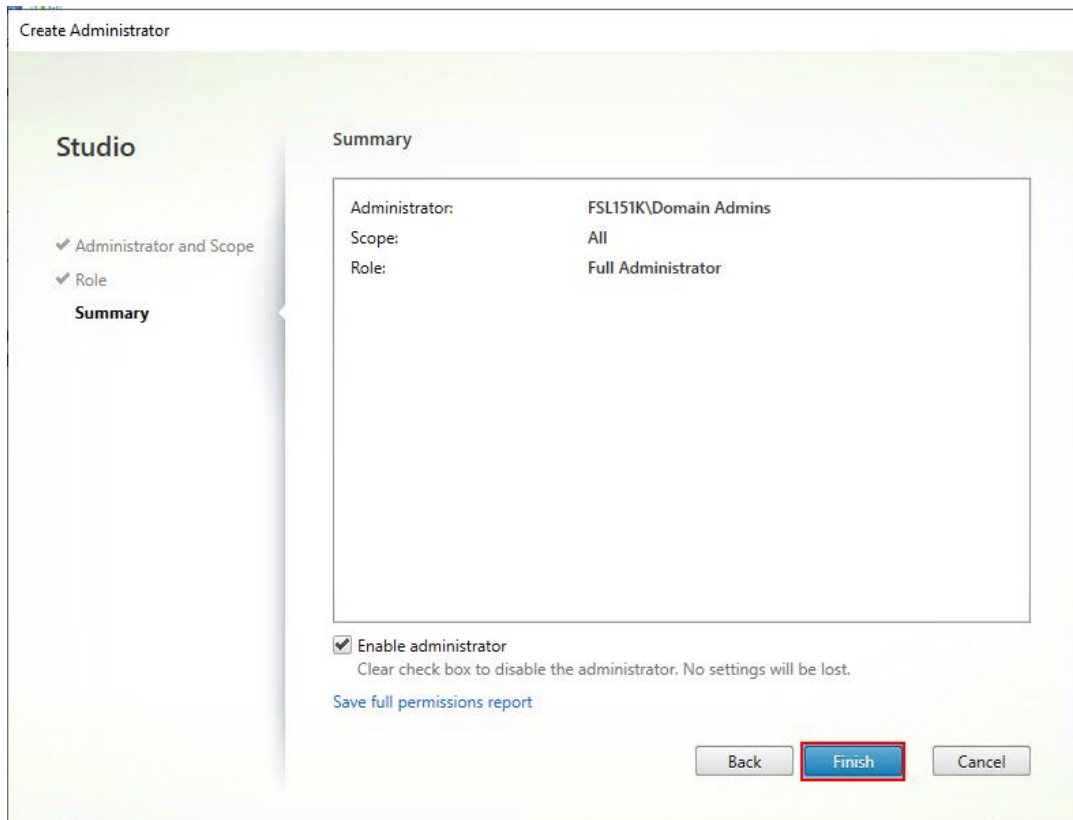 Create Administrator
Studio
Administrator and Scope
Role
Summary
Summary
Administrator: FSL151K\Domain Admins
Scope: All
Role: Full Administrator
Enable administrator
Clear check box to disable the administrator. No settings will be lost.
Save full permissions report
Back Finish Cancel